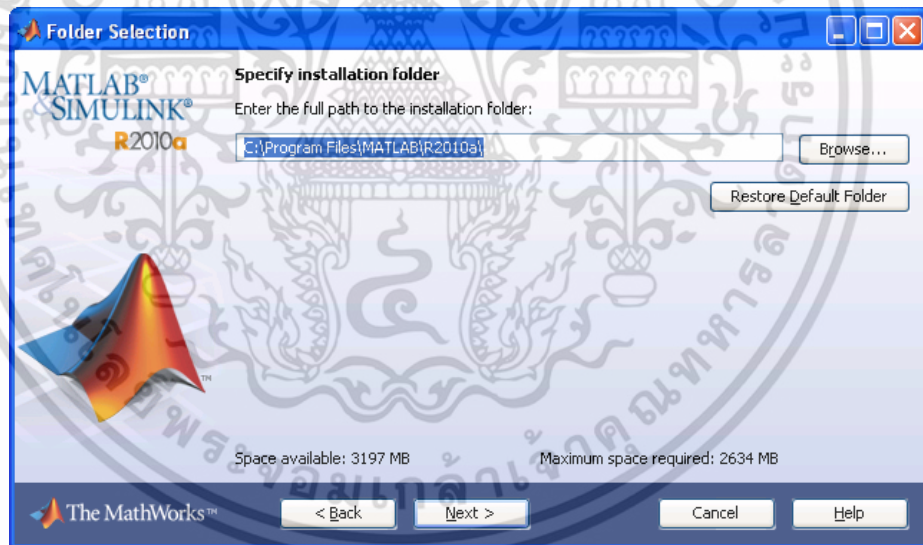 Folder Selection
MATLAB®
&SIMULINK®
R2010a
Specify installation folder
Enter the full path to the installation folder:
C:\Program Files\MATLAB\R2010a\
Browse...
Restore Default Folder
TM
Space available: 3197 MB
Maximum space required: 2634 MB
The MathWorks™
< Back
Next >
Cancel
Help